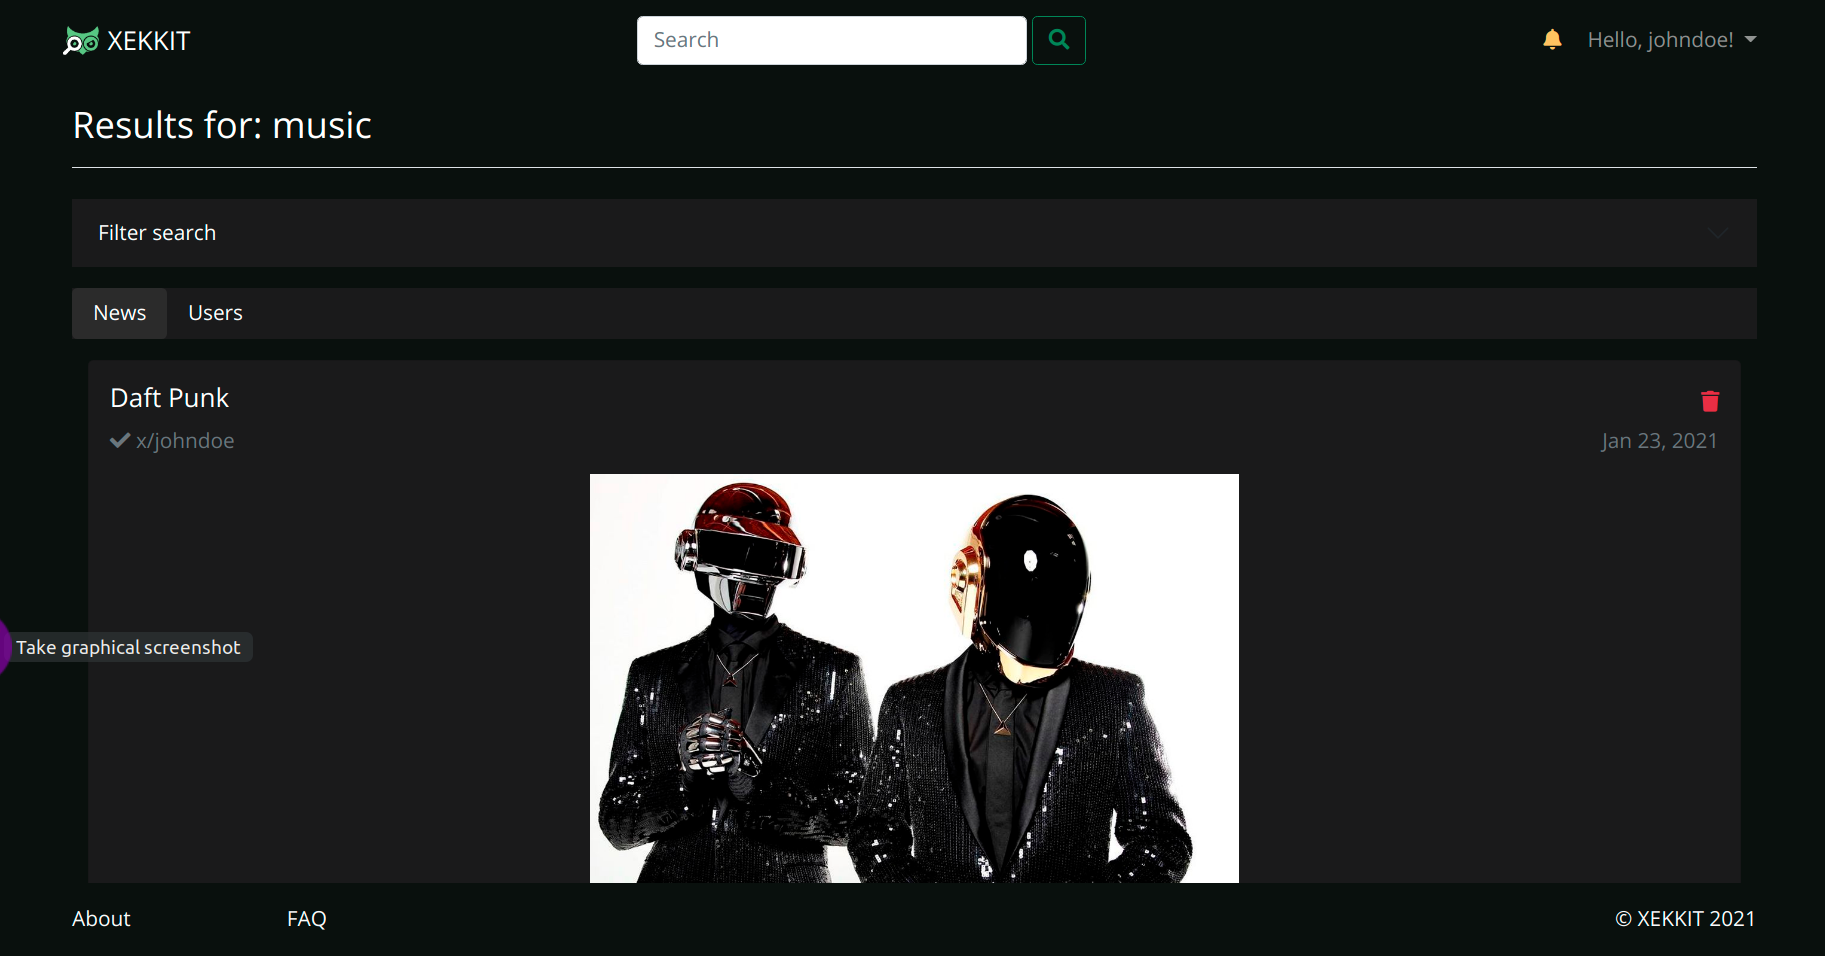 XEKKIT
Search
Hello, johndoe!
Results for: music
Filter search
News
Users
Daft Punk
x/johndoe
Jan 23, 2021
Take graphical screenshot
About
FAQ
© XEKKIT 2021